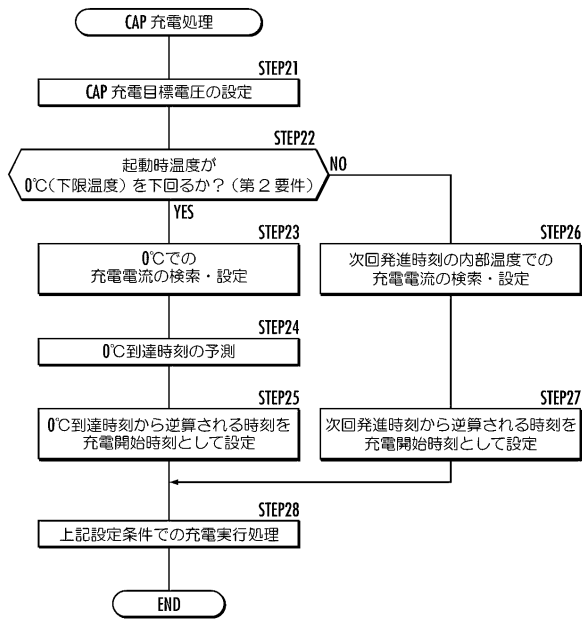 CAP 充電処理
STEP21
CAP 充電目標電圧の設定
STEP22
起動時温度が
0℃(下限温度)を下回るか?(第2要件)
NO
YES
STEP23
0℃での
充電電流の検索・設定
STEP26
次回発進時刻の内部温度での
充電電流の検索・設定
STEP24
0℃到達時刻の予測
STEP25
0℃到達時刻から逆算される時刻を
充電開始時刻として設定
STEP27
次回発進時刻から逆算される時刻を
充電開始時刻として設定
STEP28
上記設定条件での充電実行処理
END